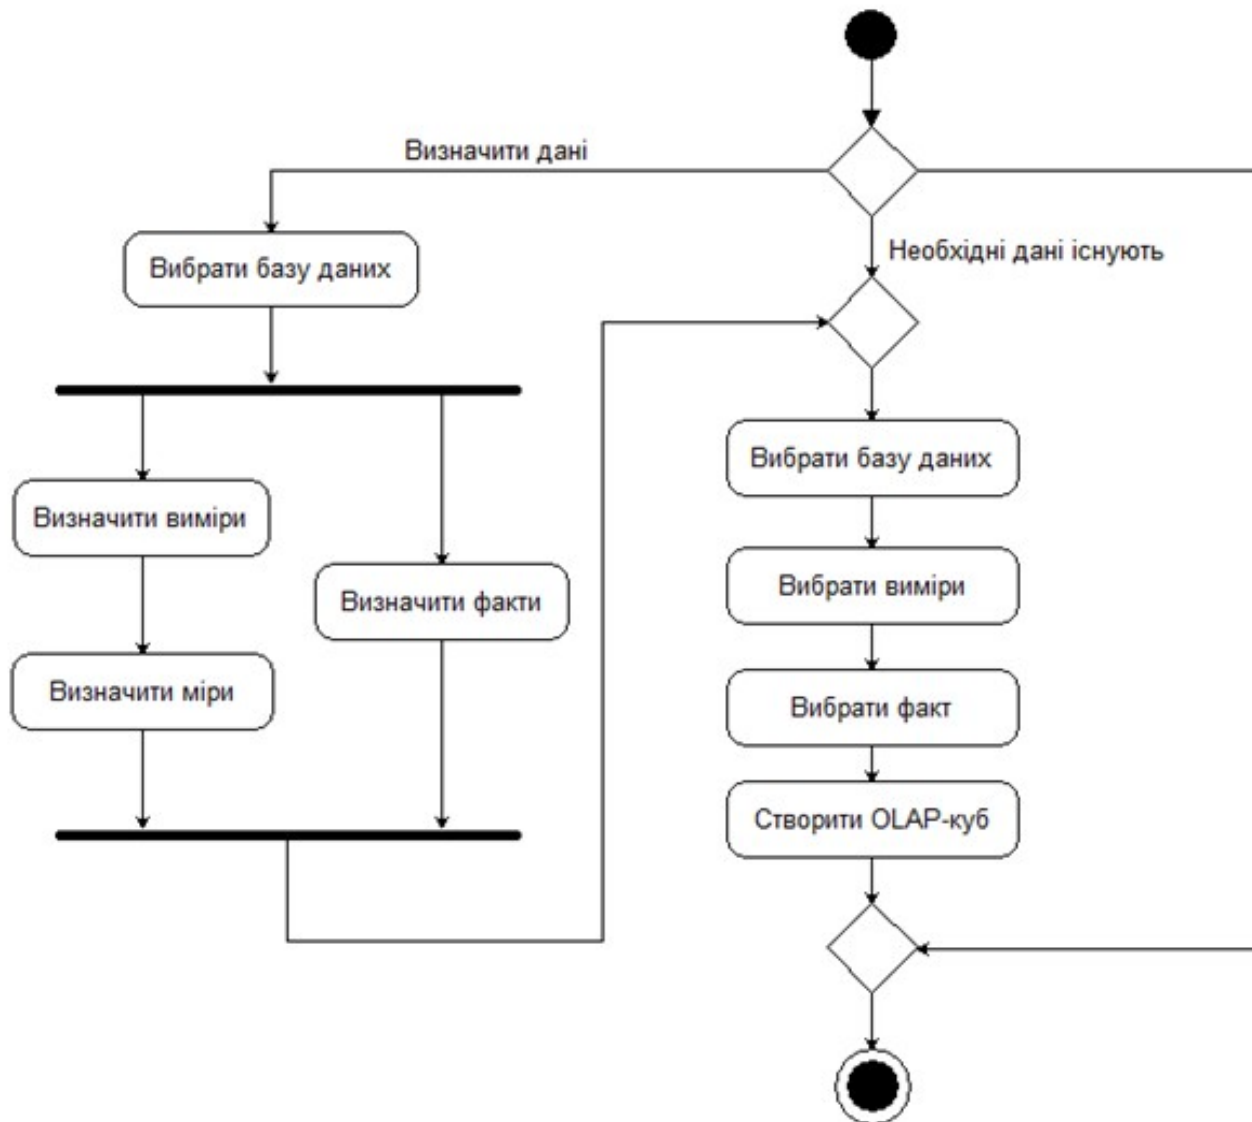 Визначити дані
Необхідні дані існують
Вибрати базу даних
Визначити виміри
Визначити факти
Визначити міри
Вибрати базу даних
Вибрати виміри
Вибрати факт
Створити OLAP-куб